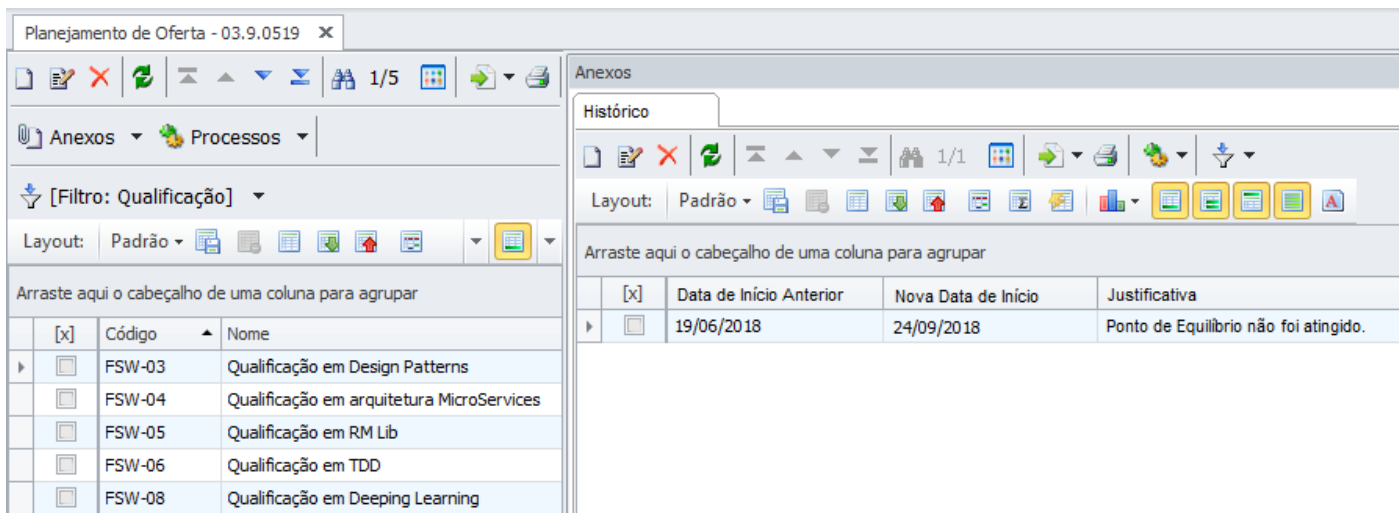 Planejamento de Oferta - 03.9.0519
1/5
Anexos Processos
[Filtro: Qualificação]
Layout: Padrão
Arraste aqui o cabeçalho de uma coluna para agrupar
[x] Código Nome
FSW-03 Qualificação em Design Patterns
FSW-04 Qualificação em arquitetura MicroServices
FSW-05 Qualificação em RM Lib
FSW-06 Qualificação em TDD
FSW-08 Qualificação em Deeping Learning
Anexos
Histórico
1/1
Layout: Padrão
Arraste aqui o cabeçalho de uma coluna para agrupar
[x] Data de Início Anterior Nova Data de Início Justificativa
19/06/2018 24/09/2018 Ponto de Equilíbrio não foi atingido.